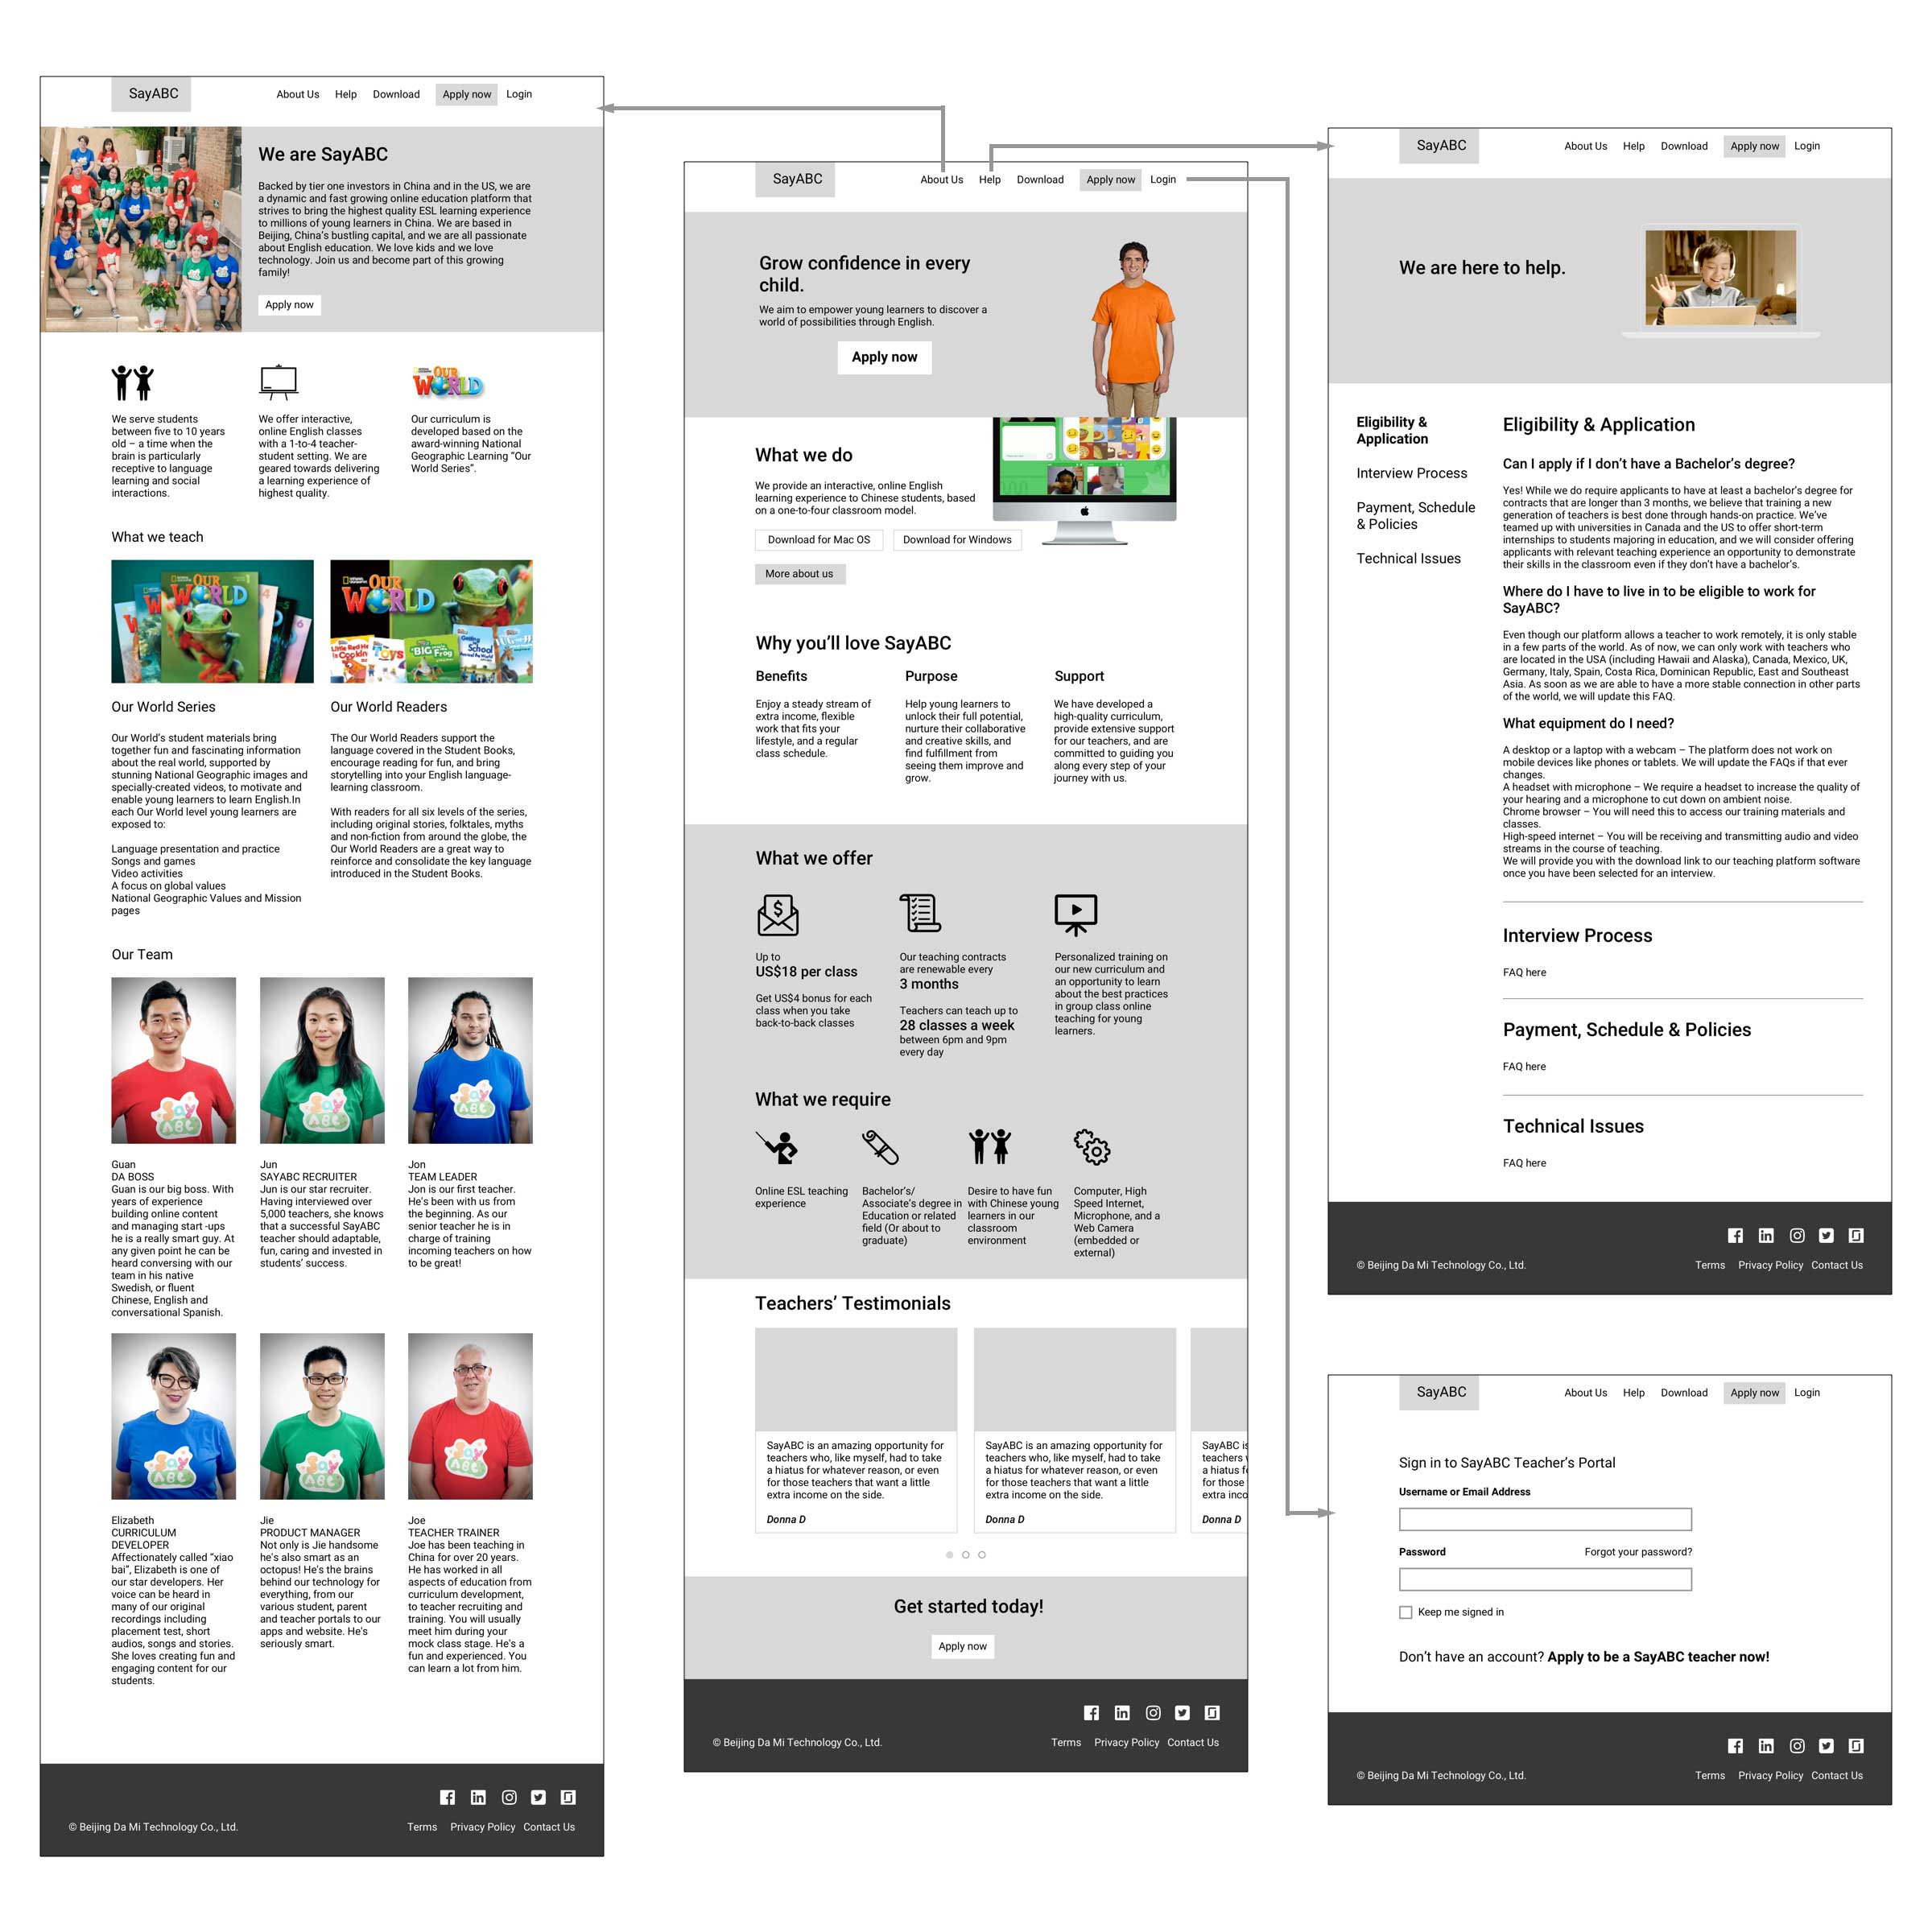 SayABC
About Us Help Download Apply now Login
We are SayABC
Backed by tier one investors in China and in the US, we are
a dynamic and fast growing online education platform that
strives to bring the highest quality ESL learning experience
to millions of young learners in China. We are based in
Beijing, China's bustling capital, and we are all passionate
about English education. We love kids and we love
technology. Join us and become part of this growing
family!
Apply now
We serve students
between five to 10 years
old – a time when the
brain is particularly
receptive to language
learning and social
interactions.
We offer interactive,
online English classes
with a 1-to-4 teacher-
student setting. We are
geared towards delivering
a learning experience of
highest quality.
OUR
WORLD
Our curriculum is
developed based on the
award-winning National
Geographic Learning “Our
World Series”.
What we teach
OUR
WORLD
OUR
WORLD
Our World Series
Our World's student materials bring
together fun and fascinating information
about the real world, supported by
stunning National Geographic images and
specially-created videos, to motivate and
enable young learners to learn English.In
each Our World level young learners are
exposed to:
Language presentation and practice
Songs and games
Video activities
A focus on global values
National Geographic Values and Mission
pages
Our World Readers
The Our World Readers support the
language covered in the Student Books,
encourage reading for fun, and bring
storytelling into your English language-
learning classroom.
With readers for all six levels of the series,
including original stories, folktales, myths
and non-fiction from around the globe, the
Our World Readers are a great way to
reinforce and consolidate the key language
introduced in the Student Books.
Our Team
Guan
DA BOSS
Guan is our big boss. With
years of experience
building online content
and managing start -ups
he is a really smart guy. At
any given point he can be
heard conversing with our
team in his native
Swedish, or fluent
Chinese, English and
conversational Spanish.
Jun
SAYABC RECRUITER
Jun is our star recruiter.
Having interviewed over
5,000 teachers, she knows
that a successful SayABC
teacher should adaptable,
fun, caring and invested in
students' success.
Jon
TEAM LEADER
Jon is our first teacher.
He's been with us from
the beginning. As our
senior teacher he is in
charge of training
incoming teachers on how
to be great!
Elizabeth
CURRICULUM
DEVELOPER
Affectionately called “xiao
bai”, Elizabeth is one of
our star developers. Her
voice can be heard in
many of our original
recordings including
placement test, short
audios, songs and stories.
She loves creating fun and
engaging content for our
students.
Jie
PRODUCT MANAGER
Not only is Jie handsome
he's also smart as an
octopus! He's the brains
behind our technology for
everything, from our
various student, parent
and teacher portals to our
apps and website. He's
seriously smart.
Joe
TEACHER TRAINER
Joe has been teaching in
China for over 20 years.
He has worked in all
aspects of education from
curriculum development,
to teacher recruiting and
training. You will usually
meet him during your
mock class stage. He's a
fun and experienced. You
can learn a lot from him.
© Beijing Da Mi Technology Co., Ltd.
Terms Privacy Policy Contact Us
SayABC
About Us Help Download Apply now Login
Grow confidence in every
child.
We aim to empower young learners to discover a
world of possibilities through English.
Apply now
What we do
We provide an interactive, online English
learning experience to Chinese students, based
on a one-to-four classroom model.
Download for Mac OS
Download for Windows
More about us
Why you'll love SayABC
Benefits
Enjoy a steady stream of
extra income, flexible
work that fits your
lifestyle, and a regular
class schedule.
Purpose
Help young learners to
unlock their full potential,
nurture their collaborative
and creative skills, and
find fulfillment from
seeing them improve and
grow.
Support
We have developed a
high-quality curriculum,
provide extensive support
for our teachers, and are
committed to guiding you
along every step of your
journey with us.
What we offer
Up to
US$18 per class
Get US$4 bonus for each
class when you take
back-to-back classes
Our teaching contracts
are renewable every
3 months
Teachers can teach up to
28 classes a week
between 6pm and 9pm
every day
Personalized training on
our new curriculum and
an opportunity to learn
about the best practices
in group class online
teaching for young
learners.
What we require
Online ESL teaching
experience
Bachelor's/
Associate's degree in
Education or related
field (Or about to
graduate)
Desire to have fun
with Chinese young
learners in our
classroom
environment
Computer, High
Speed Internet,
Microphone, and a
Web Camera
(embedded or
external)
Teachers' Testimonials
SayABC is an amazing opportunity for
teachers who, like myself, had to take
a hiatus for whatever reason, or even
for those teachers that want a little
extra income on the side.
Donna D
SayABC is an amazing opportunity for
teachers who, like myself, had to take
a hiatus for whatever reason, or even
for those teachers that want a little
extra income on the side.
Donna D
SayABC is
teachers
a hiatus
for those
extra
Donna D
Get started today!
Apply now
© Beijing Da Mi Technology Co., Ltd.
Terms Privacy Policy Contact Us
SayABC
About Us Help Download Apply now Login
We are here to help.
Eligibility &
Application
Interview Process
Payment, Schedule
& Policies
Technical Issues
Eligibility & Application
Can I apply if I don't have a Bachelor's degree?
Yes! While we do require applicants to have at least a bachelor's degree for
contracts that are longer than 3 months, we believe that training a new
generation of teachers is best done through hands-on practice. We've
teamed up with universities in Canada and the US to offer short-term
internships to students majoring in education, and we will consider offering
applicants with relevant teaching experience an opportunity to demonstrate
their skills in the classroom even if they don't have a bachelor's.
Where do I have to live in to be eligible to work for
SayABC?
Even though our platform allows a teacher to work remotely, it is only stable
in a few parts of the world. As of now, we can only work with teachers who
are located in the USA (including Hawaii and Alaska), Canada, Mexico, UK,
Germany, Italy, Spain, Costa Rica, Dominican Republic, East and Southeast
Asia. As soon as we are able to have a more stable connection in other parts
of the world, we will update this FAQ.
What equipment do I need?
A desktop or a laptop with a webcam – The platform does not work on
mobile devices like phones or tablets. We will update the FAQs if that ever
changes.
A headset with microphone – We require a headset to increase the quality of
your hearing and a microphone to cut down on ambient noise.
Chrome browser – You will need this to access our training materials and
classes.
High-speed internet – You will be receiving and transmitting audio and video
streams in the course of teaching.
We will provide you with the download link to our teaching platform software
once you have been selected for an interview.
Interview Process
FAQ here
Payment, Schedule & Policies
FAQ here
Technical Issues
FAQ here
© Beijing Da Mi Technology Co., Ltd.
Terms Privacy Policy Contact Us
SayABC
About Us Help Download Apply now Login
Sign in to SayABC Teacher's Portal
Username or Email Address
Password Forgot your password?
Keep me signed in
Don't have an account? Apply to be a SayABC teacher now!
© Beijing Da Mi Technology Co., Ltd.
Terms Privacy Policy Contact Us